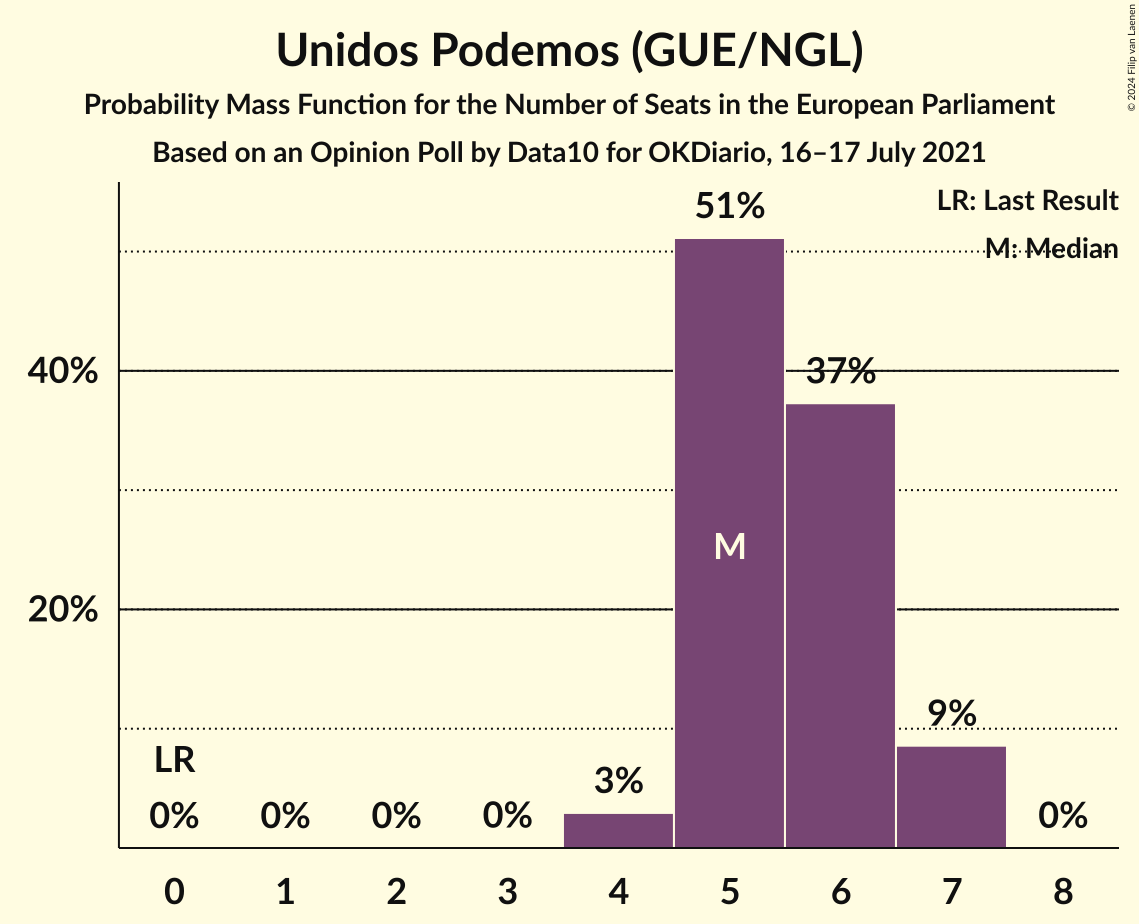 Unidos Podemos (GUE/NGL)
Probability Mass Function for the Number of Seats in the European Parliament
Based on an Opinion Poll by Data10 for OKDiario, 16–17 July 2021
© 2024 Filip van Laenen
LR: Last Result
M: Median
51%
40%
37%
M
20%
9%
LR
3%
0%
0%
0%
0%
0%
0
1
2
3
4
5
6
7
8